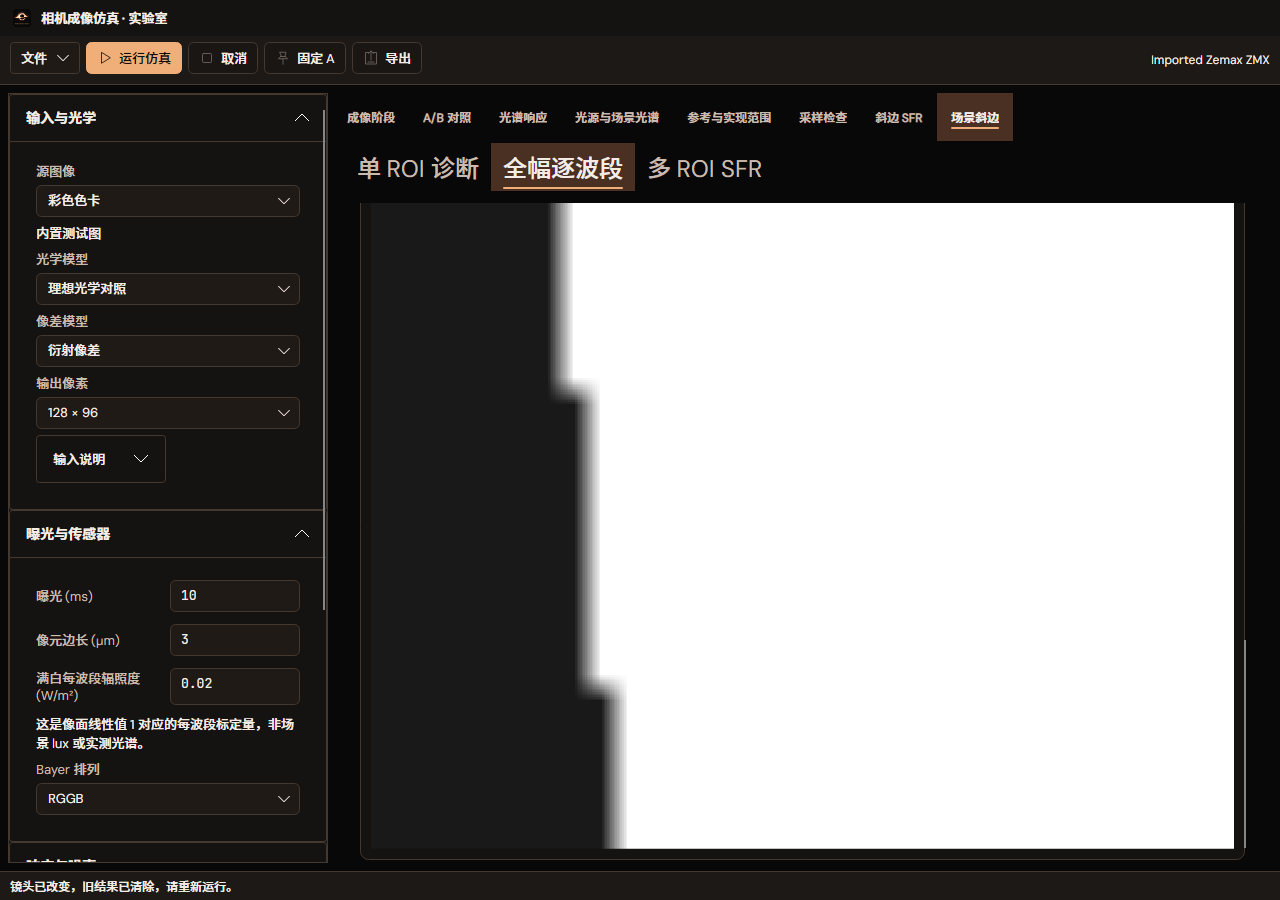 相机成像仿真 · 实验室
文件
运行仿真
取消
固定 A
导出
Imported Zemax ZMX
输入与光学
源图像
彩色色卡
内置测试图
光学模型
理想光学对照
像差模型
衍射像差
输出像素
128 × 96
输入说明
曝光与传感器
曝光 (ms)
10
像元边长 (μm)
3
满白每波段辐照度
(W/m²)
0.02
这是像面线性值 1 对应的每波段标定量，非场
景 lux 或实测光谱。
Bayer 排列
RGGB
成像阶段
A/B 对照
光谱响应
光源与场景光谱
参考与实现范围
采样检查
斜边 SFR
场景斜边
单 ROI 诊断
全幅逐波段
多 ROI SFR
镜头已改变，旧结果已清除，请重新运行。